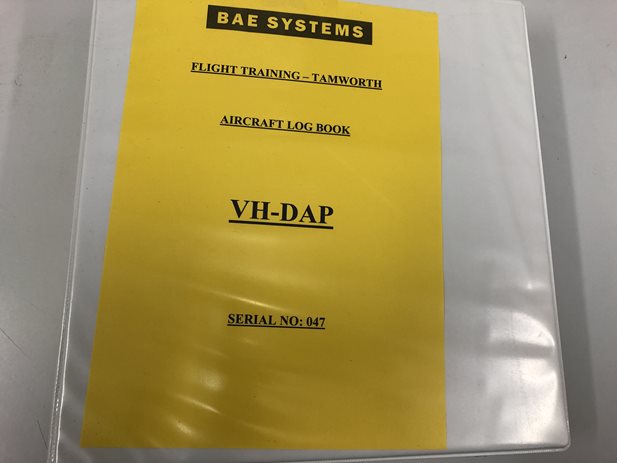 BAE SYSTEMS
FLIGHT TRAINING – TAMWORTH
AIRCRAFT LOG BOOK
VH-DAP
SERIAL NO: 047